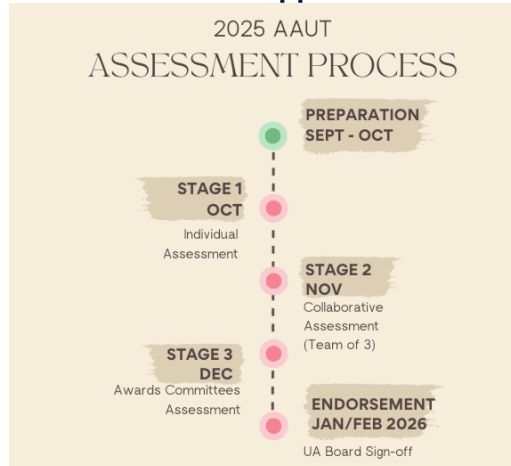 2025 AAUT
ASSESSMENT PROCESS
PREPARATION
SEPT - OCT
STAGE 1
OCT
Individual
Assessment
STAGE 2
NOV
Collaborative
Assessment
(Team of 3)
STAGE 3
DEC
Awards Committees
Assessment
ENDORSEMENT
JAN/FEB 2026
UA Board Sign-off